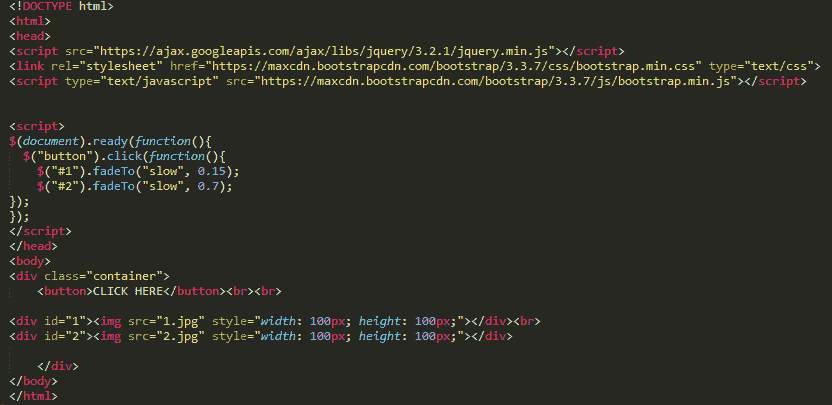 <!DOCTYPE html>
<html>
<head>
<script src="https://ajax.googleapis.com/ajax/libs/jquery/3.2.1/jquery.min.js"></script>
<link rel="stylesheet" href="https://maxcdn.bootstrapcdn.com/bootstrap/3.3.7/css/bootstrap.min.css" type="text/css">
<script type="text/javascript" src="https://maxcdn.bootstrapcdn.com/bootstrap/3.3.7/js/bootstrap.min.js"></script>
<script>
$(document).ready(function(){
  $("button").click(function(){
    $("#1").fadeTo("slow", 0.15);
    $("#2").fadeTo("slow", 0.7);
});
});
</script>
</head>
<body>
<div class="container">
    <button>CLICK HERE</button><br><br>
<div id="1"><img src="1.jpg" style="width: 100px; height: 100px;"></div><br>
<div id="2"><img src="2.jpg" style="width: 100px; height: 100px;"></div>
    </div>
</body>
</html>